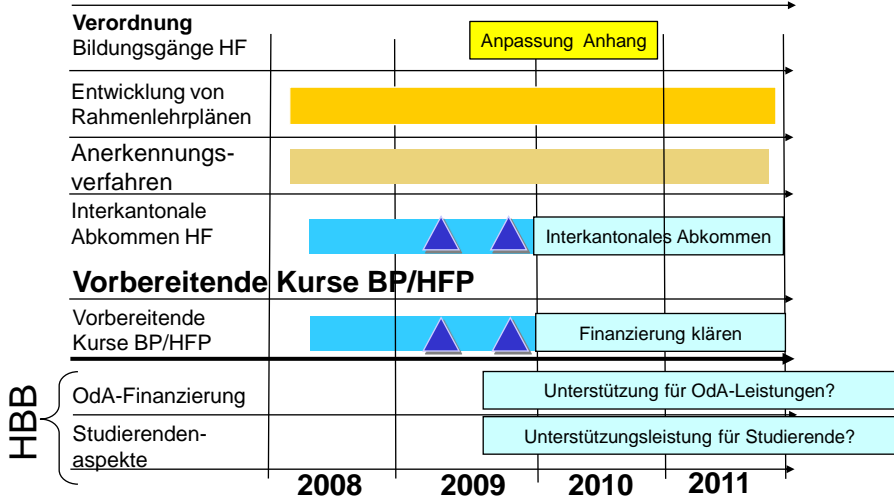 Verordnung
Bildungsgänge HF
Anpassung Anhang
Entwicklung von
Rahmenlehrplänen
Anerkennungs-
verfahren
Interkantonale
Abkommen HF
Interkantonales Abkommen
Vorbereitende Kurse BP/HFP
Vorbereitende
Kurse BP/HFP
Finanzierung klären
HBB
OdA-Finanzierung
Unterstützung für OdA-Leistungen?
Studierenden-
aspekte
Unterstützungsleistung für Studierende?
2008 2009 2010 2011